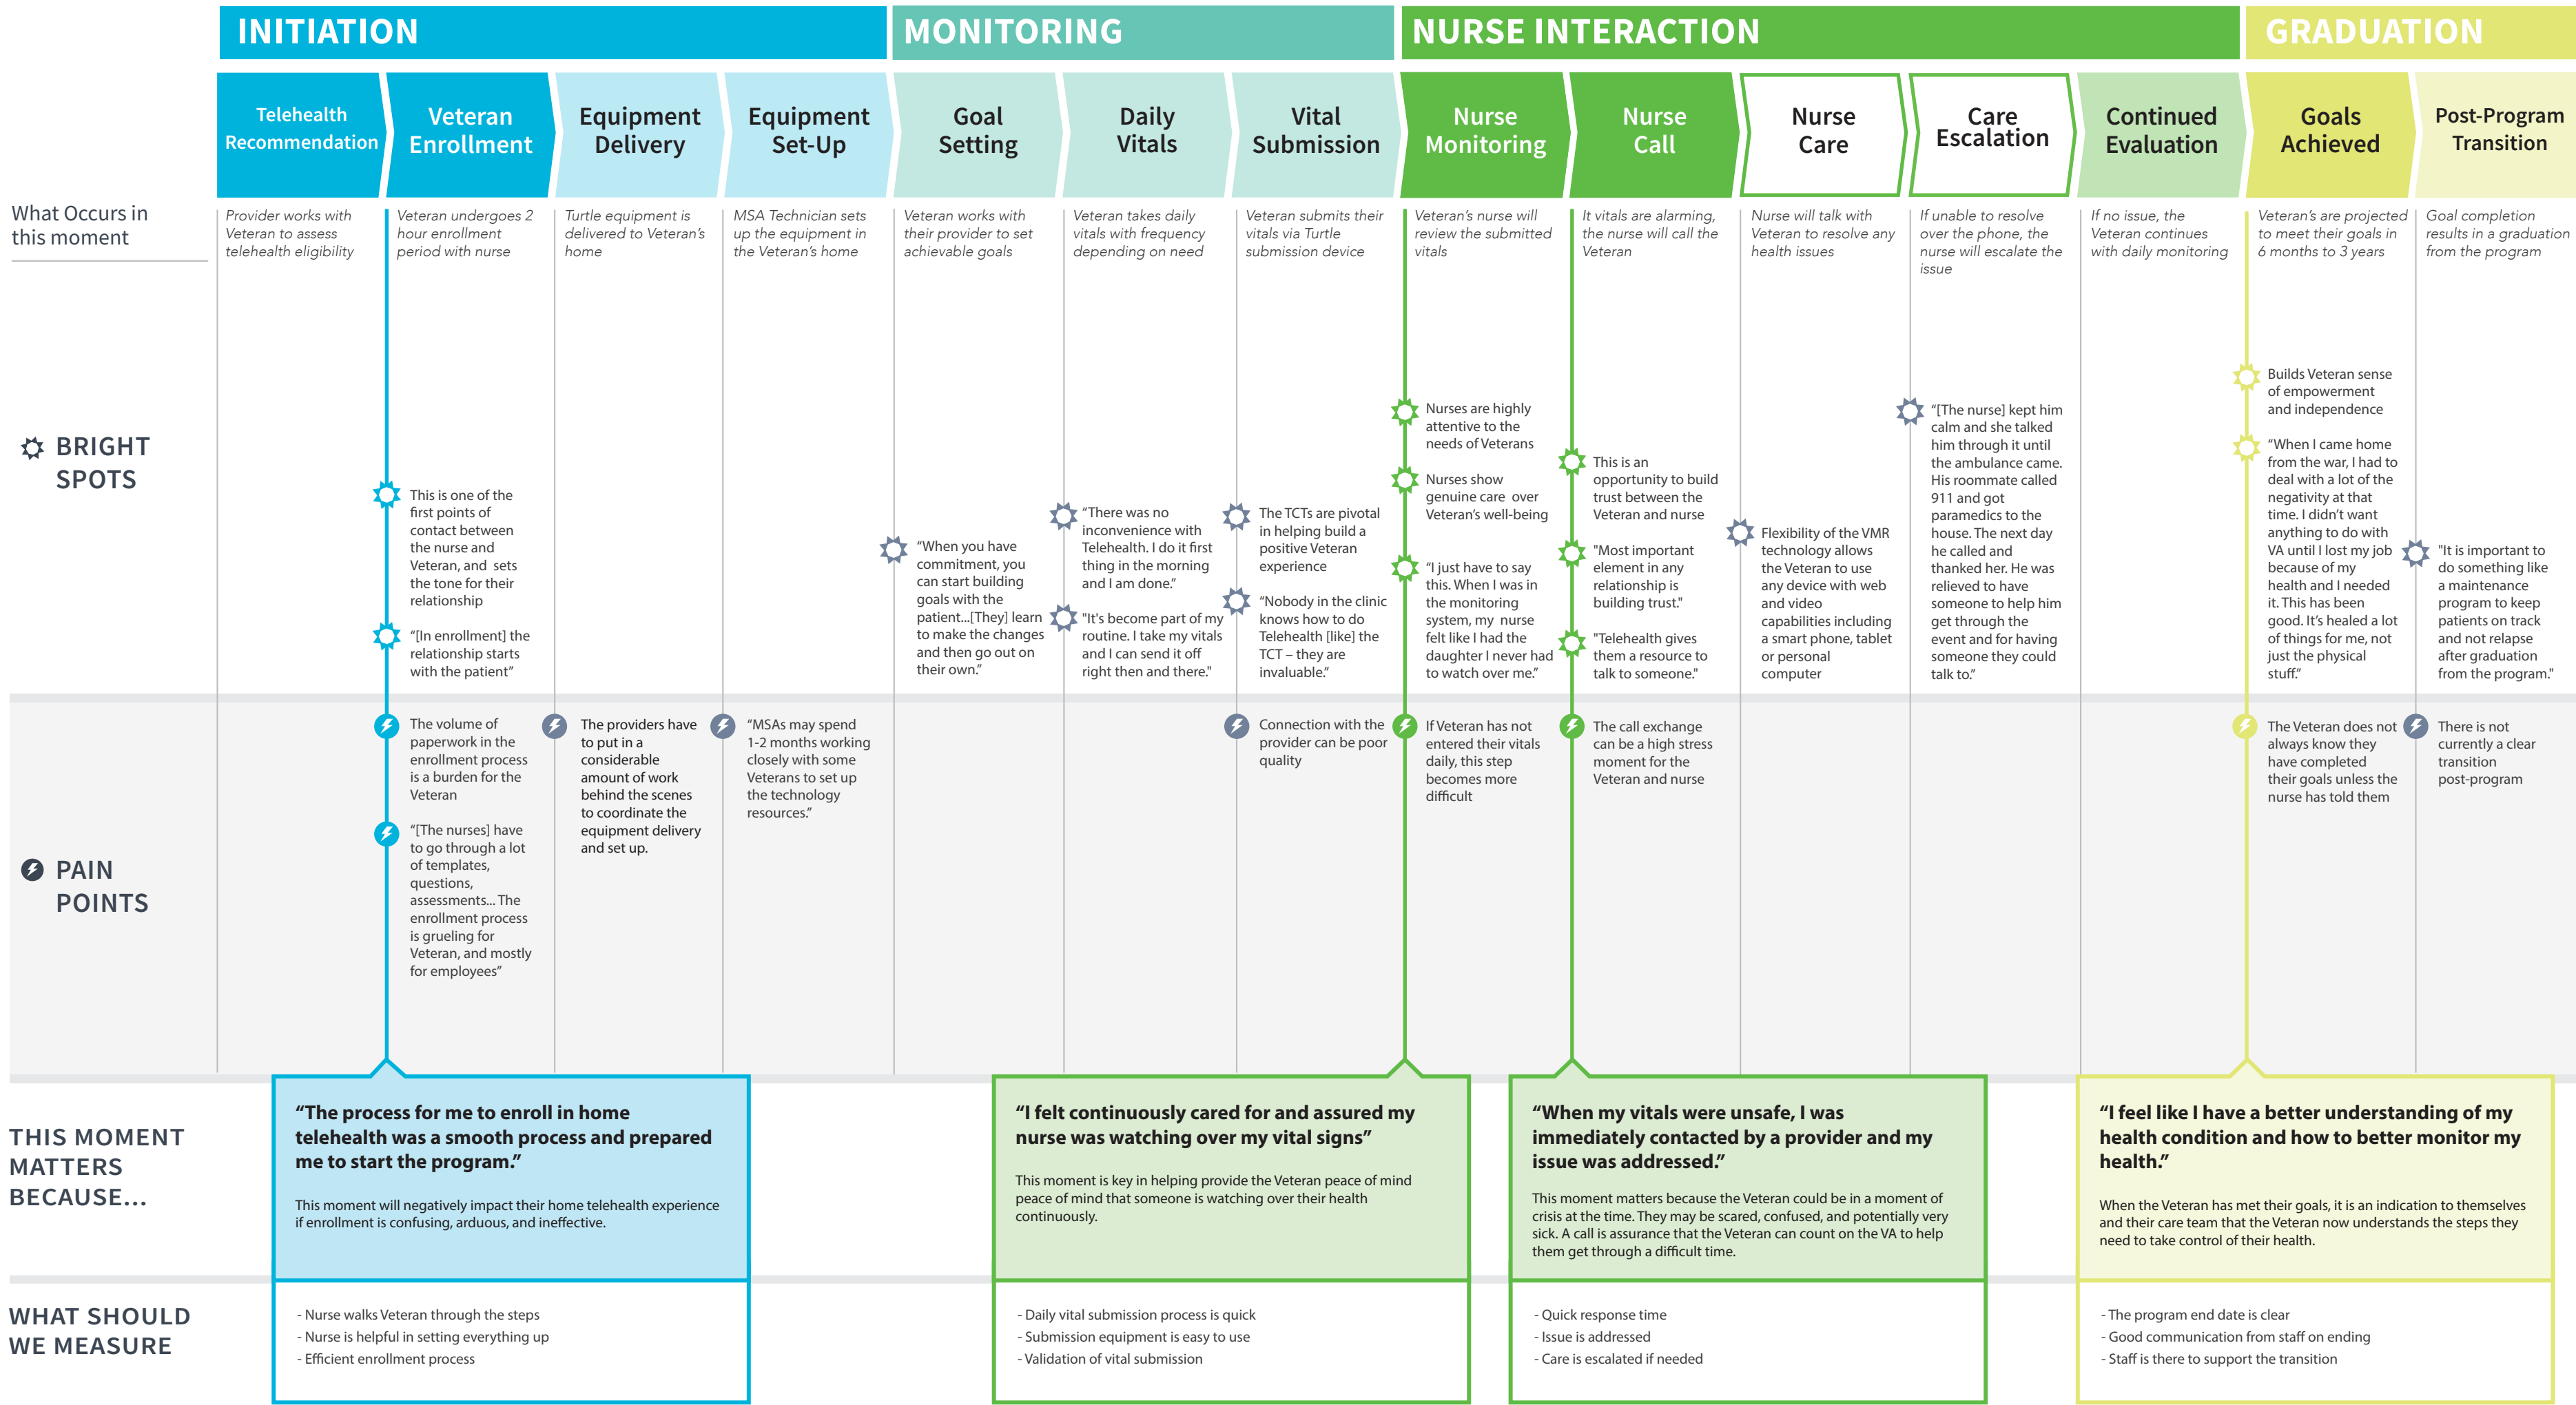 INITIATION
MONITORING
NURSE INTERACTION
GRADUATION
Telehealth
Recommendation
Veteran
Enrollment
Equipment
Delivery
Equipment
Set-Up
Goal
Setting
Daily
Vitals
Vital
Submission
Nurse
Monitoring
Nurse
Call
Nurse
Care
Care
Escalation
Continued
Evaluation
Goals
Achieved
Post-Program
Transition
What Occurs in
this moment
Provider works with
Veteran to assess
telehealth eligibility
Veteran undergoes 2
hour enrollment
period with nurse
Turtle equipment is
delivered to Veteran’s
home
MSA Technician sets
up the equipment in
the Veteran’s home
Veteran works with
their provider to set
achievable goals
Veteran takes daily
vitals with frequency
depending on need
Veteran submits their
vitals via Turtle
submission device
Veteran’s nurse will
review the submitted
vitals
It vitals are alarming,
the nurse will call the
Veteran
Nurse will talk with
Veteran to resolve any
health issues
If unable to resolve
over the phone, the
nurse will escalate the
issue
If no issue, the
Veteran continues
with daily monitoring
Veteran’s are projected
to meet their goals in
6 months to 3 years
Goal completion
results in a graduation
from the program
BRIGHT
SPOTS
This is one of the
first points of
contact between
the nurse and
Veteran, and sets
the tone for their
relationship
“[In enrollment] the
relationship starts
with the patient”
“When you have
commitment, you
can start building
goals with the
patient...[They] learn
to make the changes
and then go out on
their own.”
“There was no
inconvenience with
Telehealth. I do it first
thing in the morning
and I am done.”
"It's become part of my
routine. I take my vitals
and I can send it off
right then and there."
The TCTs are pivotal
in helping build a
positive Veteran
experience
“Nobody in the clinic
knows how to do
Telehealth [like] the
TCT – they are
invaluable.”
Nurses are highly
attentive to the
needs of Veterans
Nurses show
genuine care over
Veteran’s well-being
“I just have to say
this. When I was in
the monitoring
system, my nurse
felt like I had the
daughter I never had
to watch over me.”
This is an
opportunity to build
trust between the
Veteran and nurse
"Most important
element in any
relationship is
building trust."
"Telehealth gives
them a resource to
talk to someone."
Flexibility of the VMR
technology allows
the Veteran to use
any device with web
and video
capabilities including
a smart phone, tablet
or personal
computer
“[The nurse] kept him
calm and she talked
him through it until
the ambulance came.
His roommate called
911 and got
paramedics to the
house. The next day
he called and
thanked her. He was
relieved to have
someone to help him
get through the
event and for having
someone they could
talk to.”
Builds Veteran sense
of empowerment
and independence
“When I came home
from the war, I had to
deal with a lot of the
negativity at that
time. I didn’t want
anything to do with
VA until I lost my job
because of my
health and I needed
it. This has been
good. It’s healed a lot
of things for me, not
just the physical
stuff.”
"It is important to
do something like
a maintenance
program to keep
patients on track
and not relapse
after graduation
from the program."
PAIN
POINTS
The volume of
paperwork in the
enrollment process
is a burden for the
Veteran
“[The nurses] have
to go through a lot
of templates,
questions,
assessments... The
enrollment process
is grueling for
Veteran, and mostly
for employees”
The providers have
to put in a
considerable
amount of work
behind the scenes
to coordinate the
equipment delivery
and set up.
“MSAs may spend
1-2 months working
closely with some
Veterans to set up
the technology
resources.”
Connection with the
provider can be poor
quality
If Veteran has not
entered their vitals
daily, this step
becomes more
difficult
The call exchange
can be a high stress
moment for the
Veteran and nurse
The Veteran does not
always know they
have completed
their goals unless the
nurse has told them
There is not
currently a clear
transition
post-program
THIS MOMENT
MATTERS
BECAUSE...
“The process for me to enroll in home
telehealth was a smooth process and prepared
me to start the program.”
This moment will negatively impact their home telehealth experience
if enrollment is confusing, arduous, and ineffective.
“I felt continuously cared for and assured my
nurse was watching over my vital signs”
This moment is key in helping provide the Veteran peace of mind
peace of mind that someone is watching over their health
continuously.
“When my vitals were unsafe, I was
immediately contacted by a provider and my
issue was addressed.”
This moment matters because the Veteran could be in a moment of
crisis at the time. They may be scared, confused, and potentially very
sick. A call is assurance that the Veteran can count on the VA to help
them get through a difficult time.
“I feel like I have a better understanding of my
health condition and how to better monitor my
health.”
When the Veteran has met their goals, it is an indication to themselves
and their care team that the Veteran now understands the steps they
need to take control of their health.
WHAT SHOULD
WE MEASURE
- Nurse walks Veteran through the steps
- Nurse is helpful in setting everything up
- Efficient enrollment process
- Daily vital submission process is quick
- Submission equipment is easy to use
- Validation of vital submission
- Quick response time
- Issue is addressed
- Care is escalated if needed
- The program end date is clear
- Good communication from staff on ending
- Staff is there to support the transition